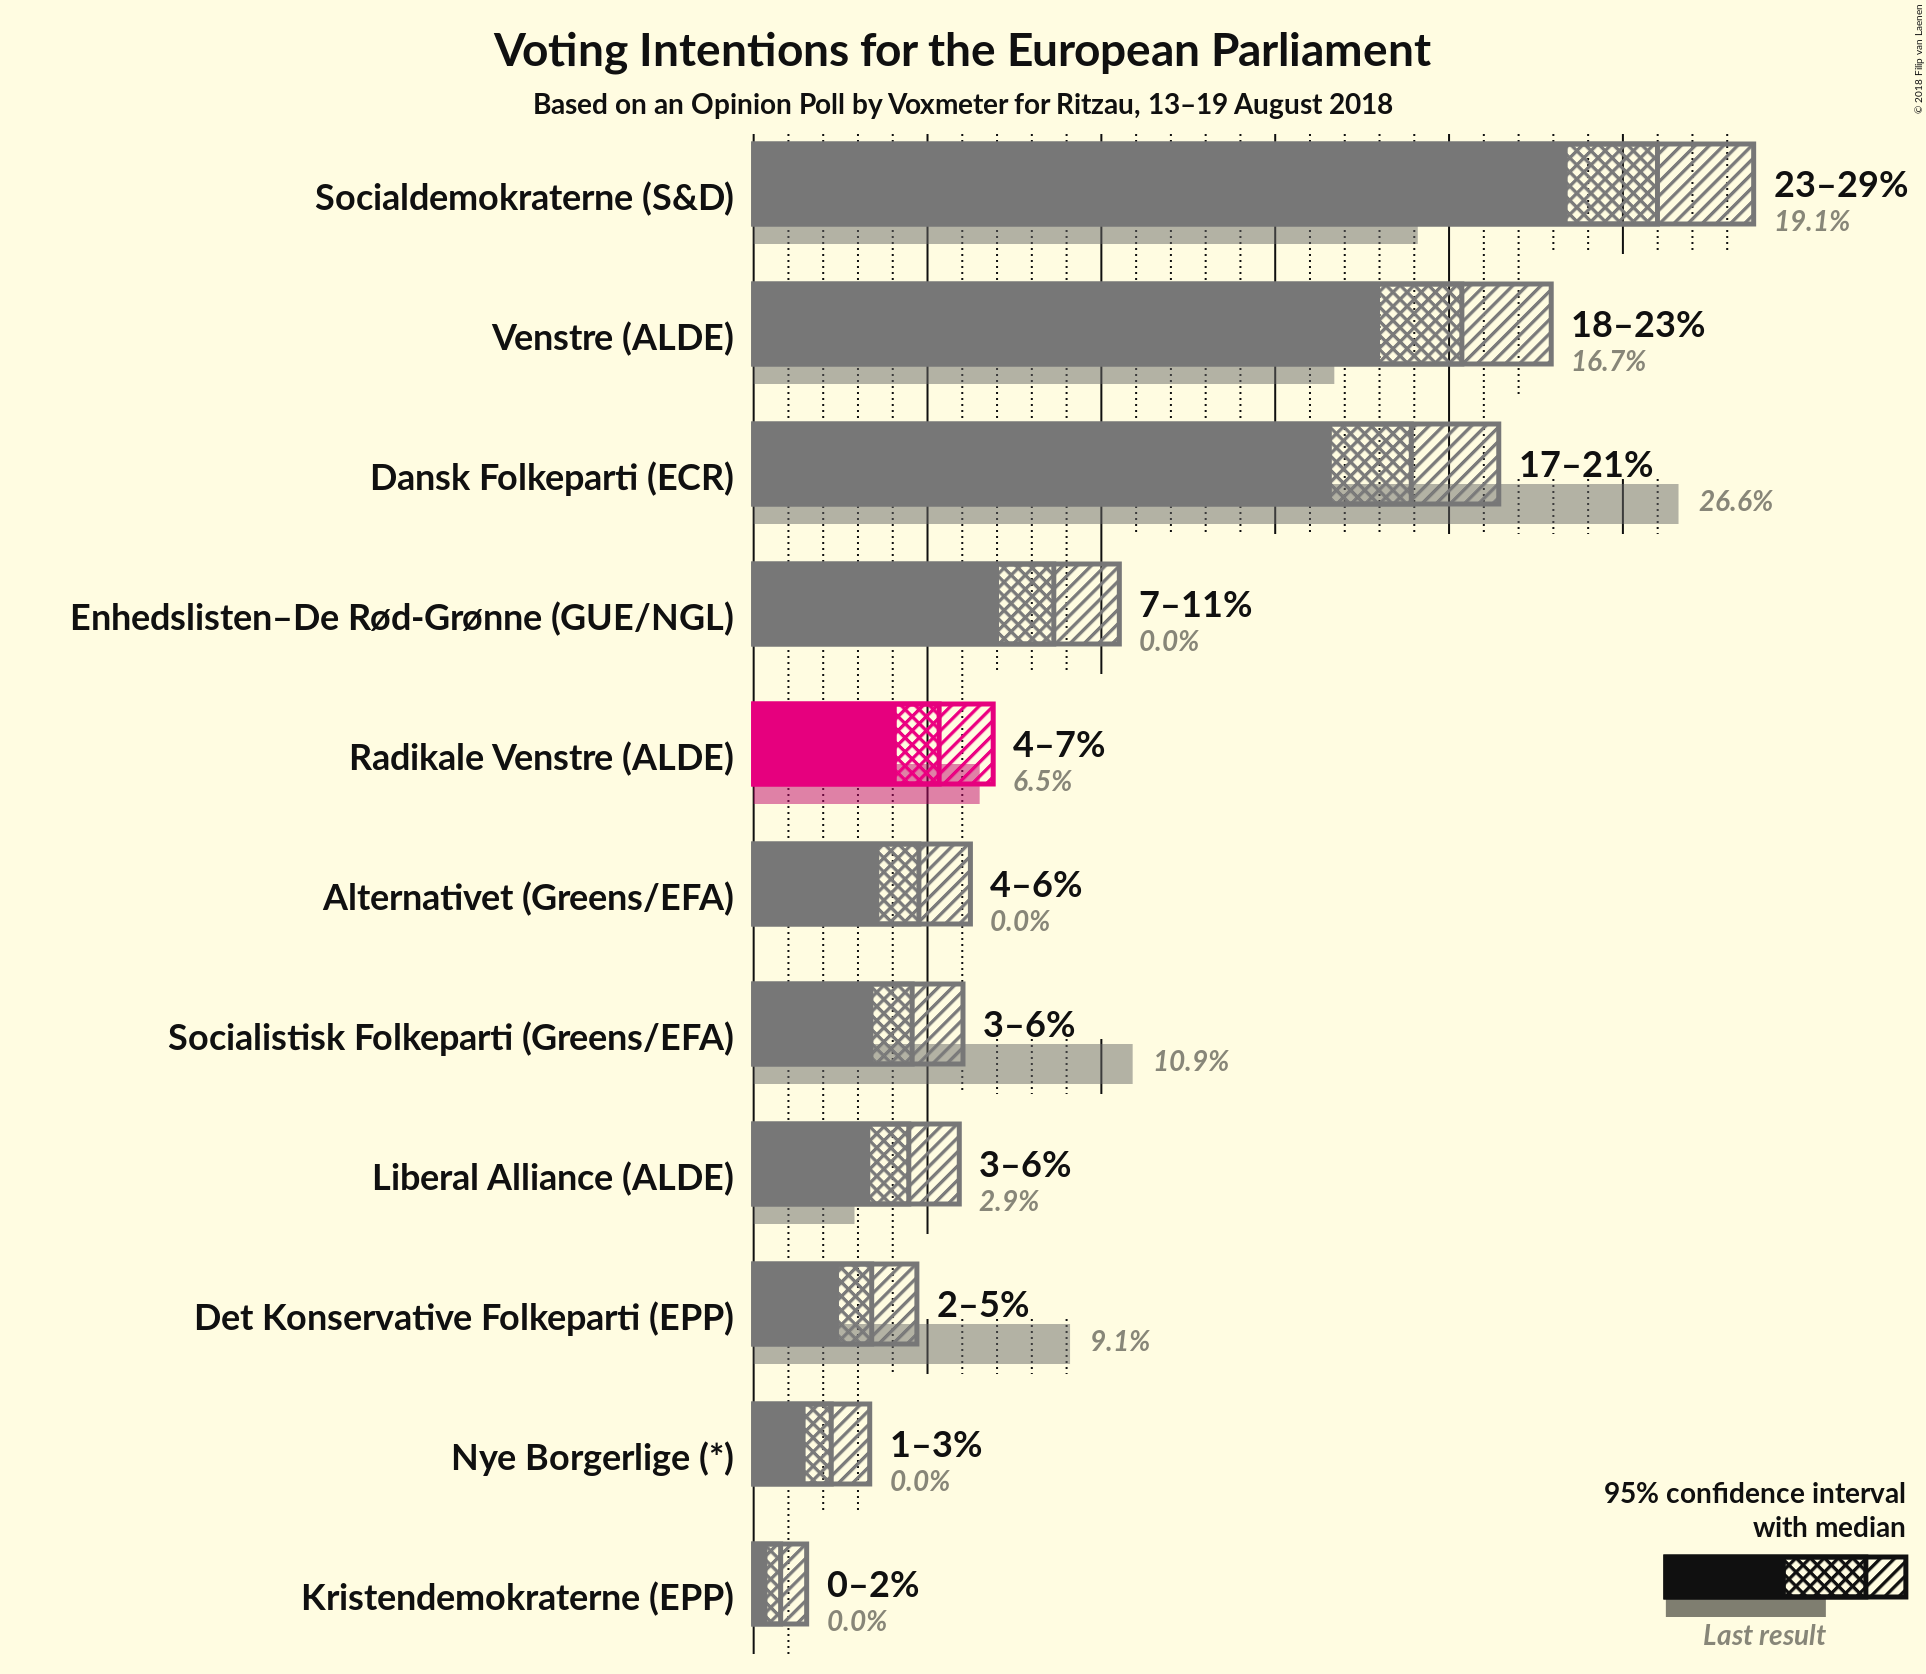 Voting Intentions for the European Parliament
Based on an Opinion Poll by Voxmeter for Ritzau, 13–19 August 2018
© 2018 Filip van Laenen
Socialdemokraterne (S&D)
23–29%
19.1%
Venstre (ALDE)
18–23%
16.7%
Dansk Folkeparti (ECR)
17–21%
26.6%
Enhedslisten–De Rød-Grønne (GUE/NGL)
7–11%
0.0%
Radikale Venstre (ALDE)
4–7%
6.5%
Alternativet (Greens/EFA)
4–6%
0.0%
Socialistisk Folkeparti (Greens/EFA)
3–6%
10.9%
Liberal Alliance (ALDE)
3–6%
2.9%
Det Konservative Folkeparti (EPP)
2–5%
9.1%
Nye Borgerlige (*)
1–3%
0.0%
Kristendemokraterne (EPP)
0–2%
0.0%
95% confidence interval
with median
Last result